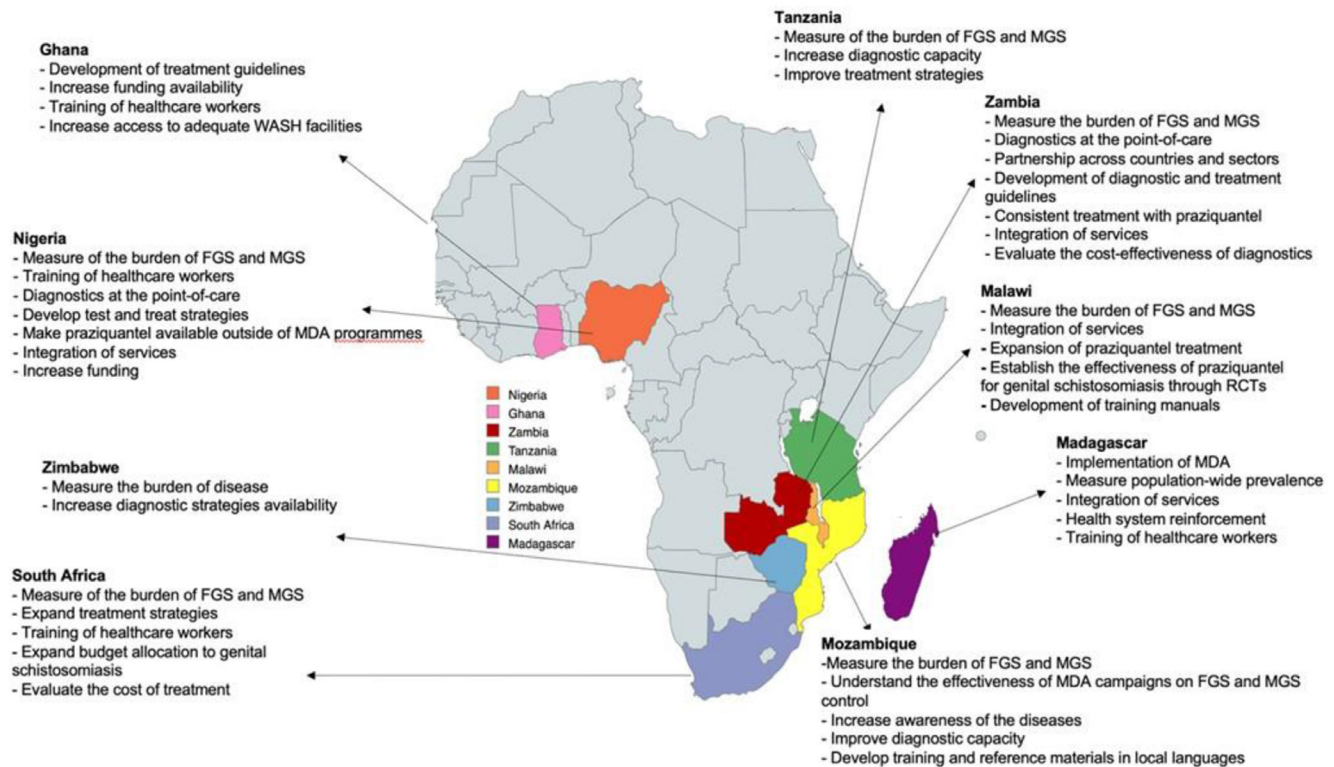 Ghana
- Development of treatment guidelines
- Increase funding availability
- Training of healthcare workers
- Increase access to adequate WASH facilities
Nigeria
- Measure of the burden of FGS and MGS
- Training of healthcare workers
- Diagnostics at the point-of-care
- Develop test and treat strategies
- Make praziquantel available outside of MDA programmes
- Integration of services
- Increase funding
Zimbabwe
- Measure the burden of disease
- Increase diagnostic strategies availability
South Africa
- Measure of the burden of FGS and MGS
- Expand treatment strategies
- Training of healthcare workers
- Expand budget allocation to genital
schistosomiasis
- Evaluate the cost of treatment
Nigeria
Ghana
Zambia
Tanzania
Malawi
Mozambique
Zimbabwe
South Africa
Madagascar
Tanzania
- Measure of the burden of FGS and MGS
- Increase diagnostic capacity
- Improve treatment strategies
Zambia
- Measure the burden of FGS and MGS
- Diagnostics at the point-of-care
- Partnership across countries and sectors
- Development of diagnostic and treatment
guidelines
- Consistent treatment with praziquantel
- Integration of services
- Evaluate the cost-effectiveness of diagnostics
Malawi
- Measure the burden of FGS and MGS
- Integration of services
- Expansion of praziquantel treatment
- Establish the effectiveness of praziquantel
for genital schistosomiasis through RCTs
- Development of training manuals
Madagascar
- Implementation of MDA
- Measure population-wide prevalence
- Integration of services
- Health system reinforcement
- Training of healthcare workers
Mozambique
-Measure the burden of FGS and MGS
- Understand the effectiveness of MDA campaigns on FGS and MGS
control
- Increase awareness of the diseases
- Improve diagnostic capacity
- Develop training and reference materials in local languages